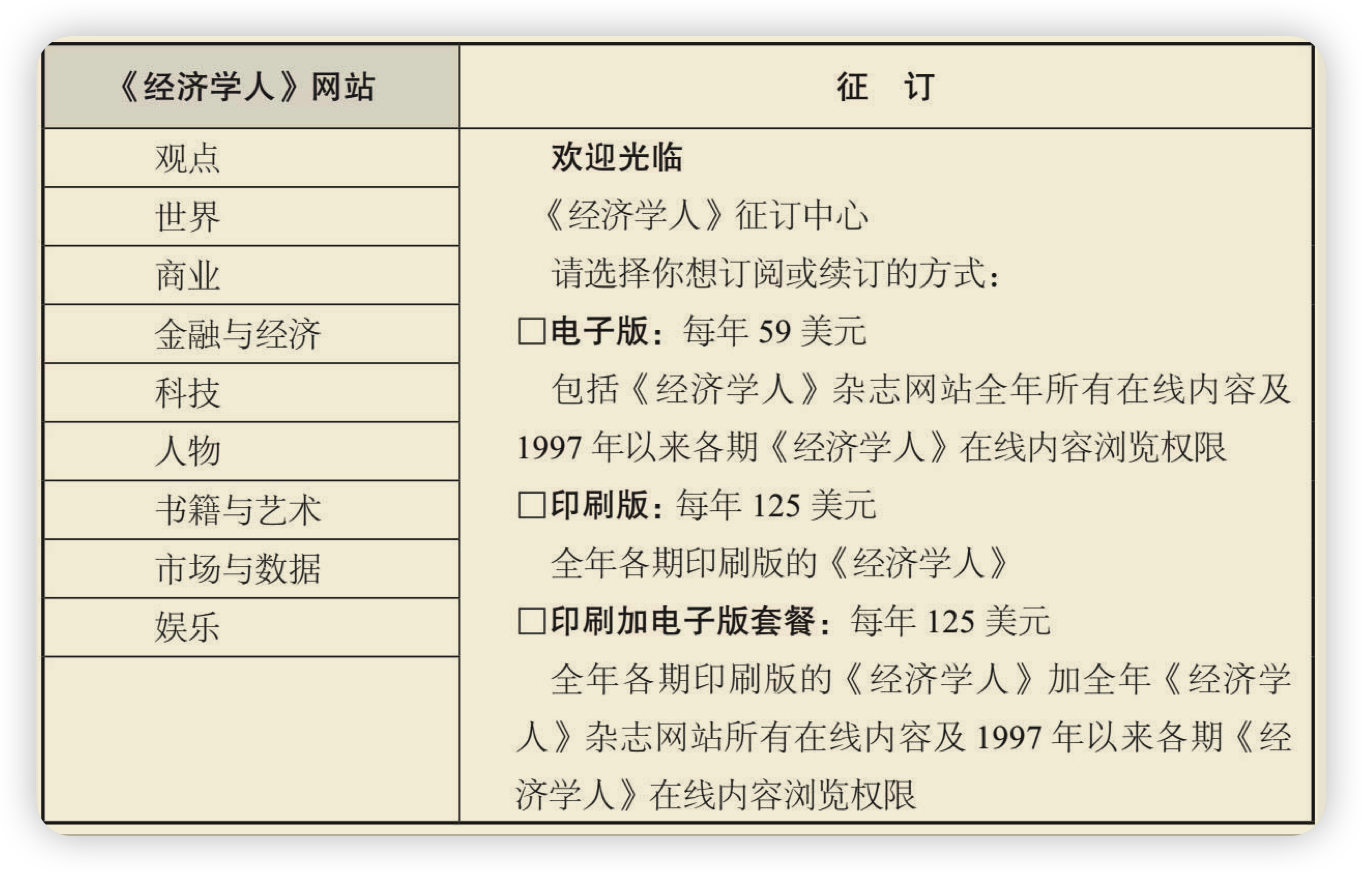 《经济学人》网站
观点
世界
商业
金融与经济
科技
人物
书籍与艺术
市场与数据
娱乐
征 订
欢迎光临
《经济学人》征订中心
请选择你想订阅或续订的方式：
□电子版：每年 59 美元
包括《经济学人》杂志网站全年所有在线内容及
1997 年以来各期《经济学人》在线内容浏览权限
□印刷版：每年 125 美元
全年各期印刷版的《经济学人》
□印刷加电子版套餐：每年 125 美元
全年各期印刷版的《经济学人》加全年《经济学
人》杂志网站所有在线内容及 1997 年以来各期《经
济学人》在线内容浏览权限